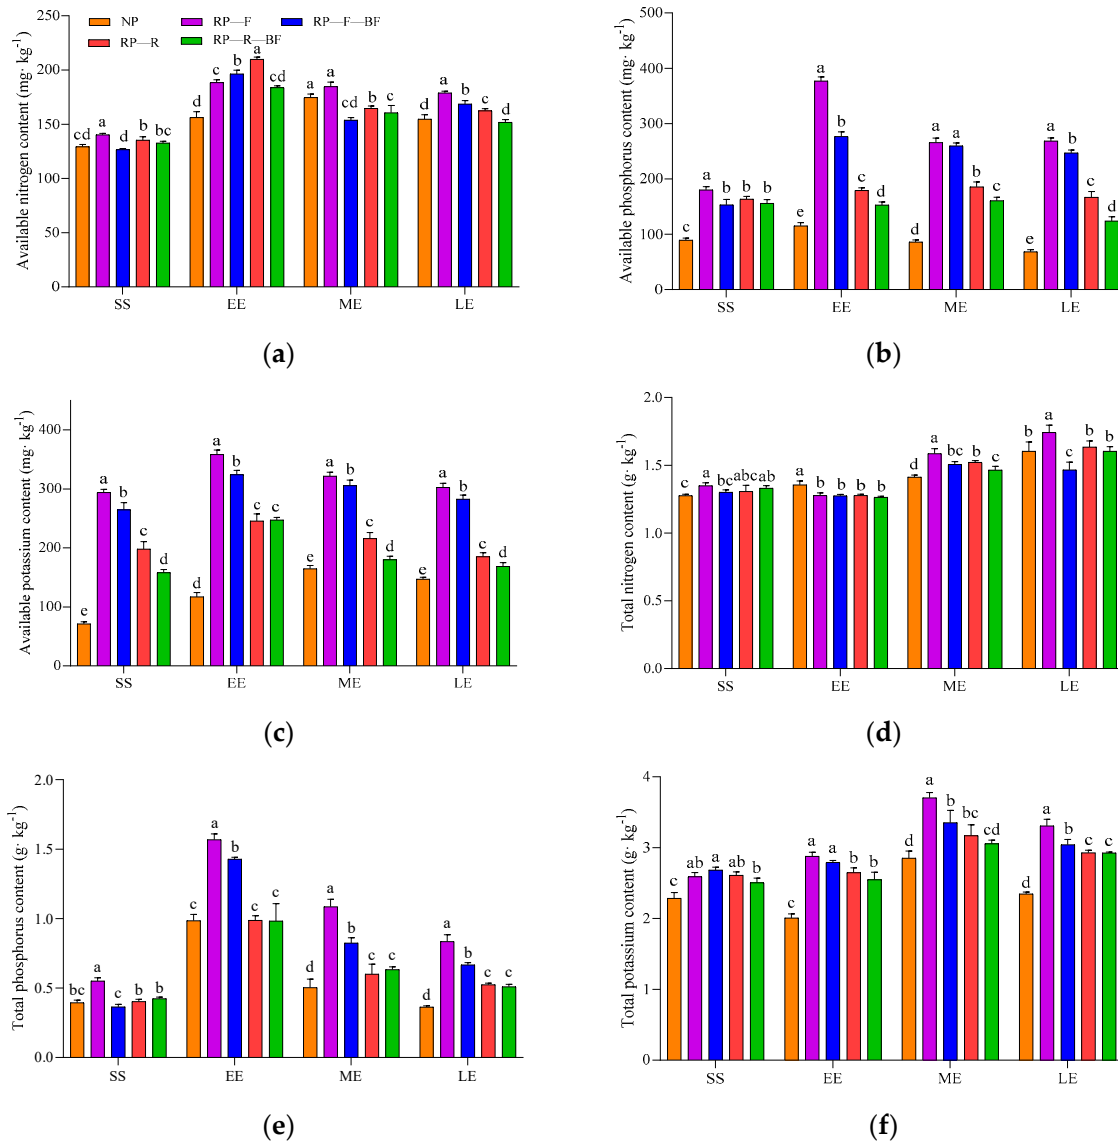 NP RP—F RP—F—BF
RP—R RP—R—BF
Available nitrogen content (mg· kg-1)
250
200
150
100
50
0
cd a d b bc
d c b a cd
a a cd b c
d a b c d
SS EE ME LE
(a)
Available phosphorus content (mg· kg-1)
500
400
300
200
100
0
c a b b b
e a b c d
d a a b c
e a b c d
SS EE ME LE
(b)
Available potassium content (mg· kg-1)
400
300
200
100
0
e a b c d
d a b c c
e a b c d
e a b c d
SS EE ME LE
(c)
Total nitrogen content (g· kg-1)
2.0
1.5
1.0
0.5
0.0
c a bc abc ab
a b b b b
d a bc b c
b a c b b
SS EE ME LE
(d)
Total phosphorus content (g· kg-1)
2.0
1.5
1.0
0.5
0.0
bc a c b b
c a b c c
d a b c c
d a b c c
SS EE ME LE
(e)
Total potassium content (g· kg-1)
4
3
2
1
0
c ab a ab b
c a a b b
d a b bc cd
d a b c c
SS EE ME LE
(f)